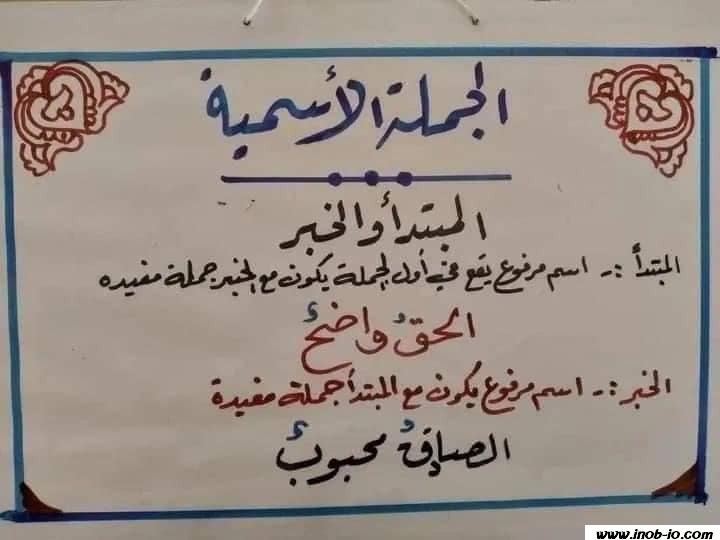 الجملة الأسمية
المبتدأ والخبر
المبتدأ :- اسم مرفوع يقع في أول الجملة يكون مع الخبر جملة مفيده
الحقُ واضحُ
الخبر :- اسم مرفوع يكون مع المبتدأ جملة مفيدة
الصادقُ محبوبُ
www.inob-io.com